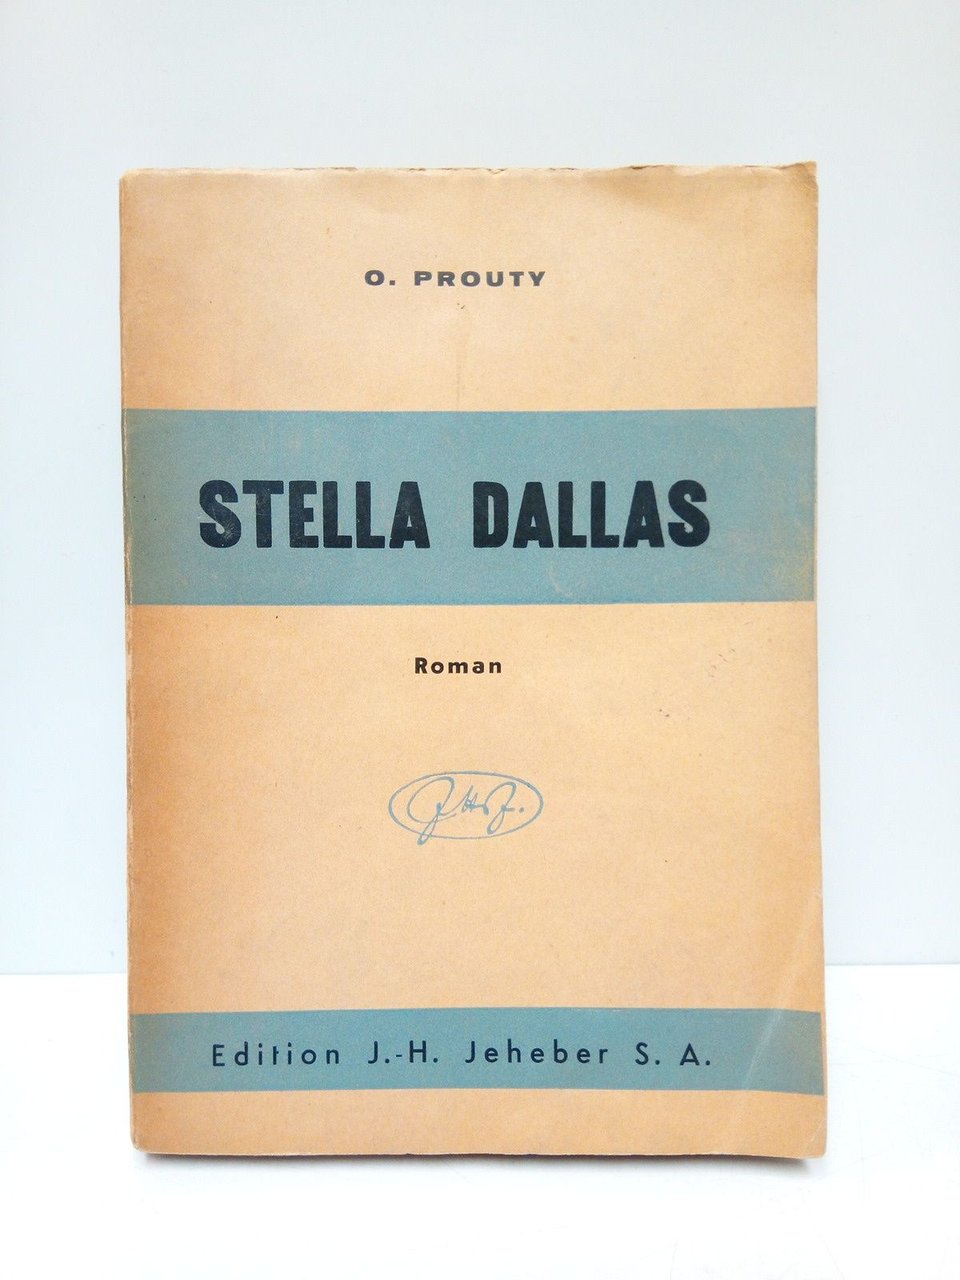 O. PROUTY
STELLA DALLAS
Roman
J.H.J.
Edition J.-H. Jeheber S. A.